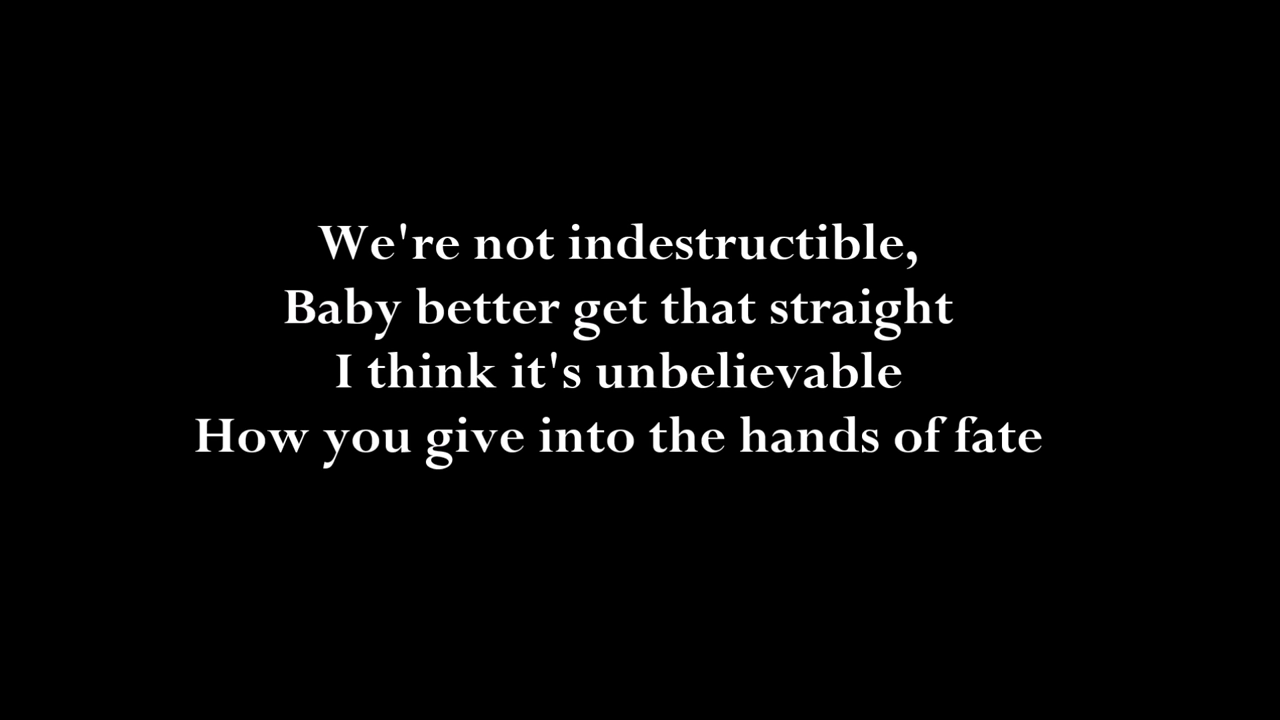 We're not indestructible,
Baby better get that straight
I think it's unbelievable
How you give into the hands of fate